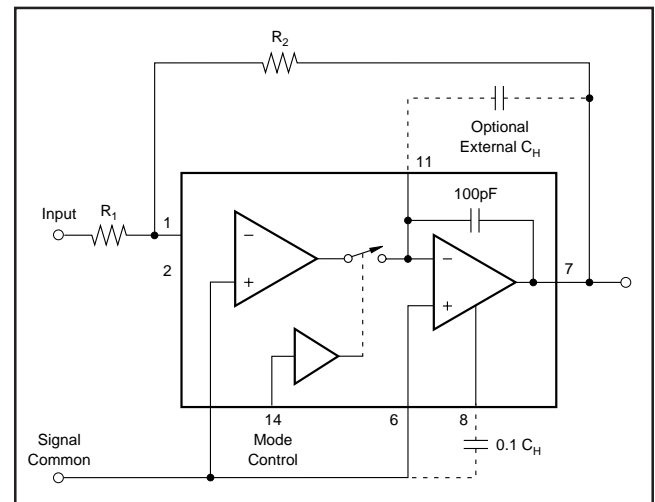 R2
Optional
External CH
11
100pF
R1
Input
1
2
−
+
−
+
7
14
6
8
Signal
Common
Mode
Control
0.1 CH